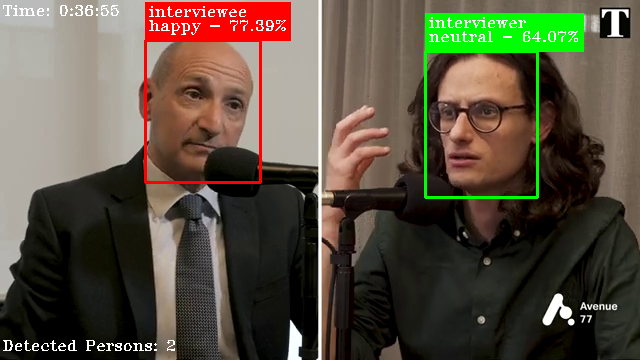 Time: 0:36:55
interviewee
happy - 77.39%
interviewer
neutral - 64.07%
T
Avenue
77
Detected Persons: 2